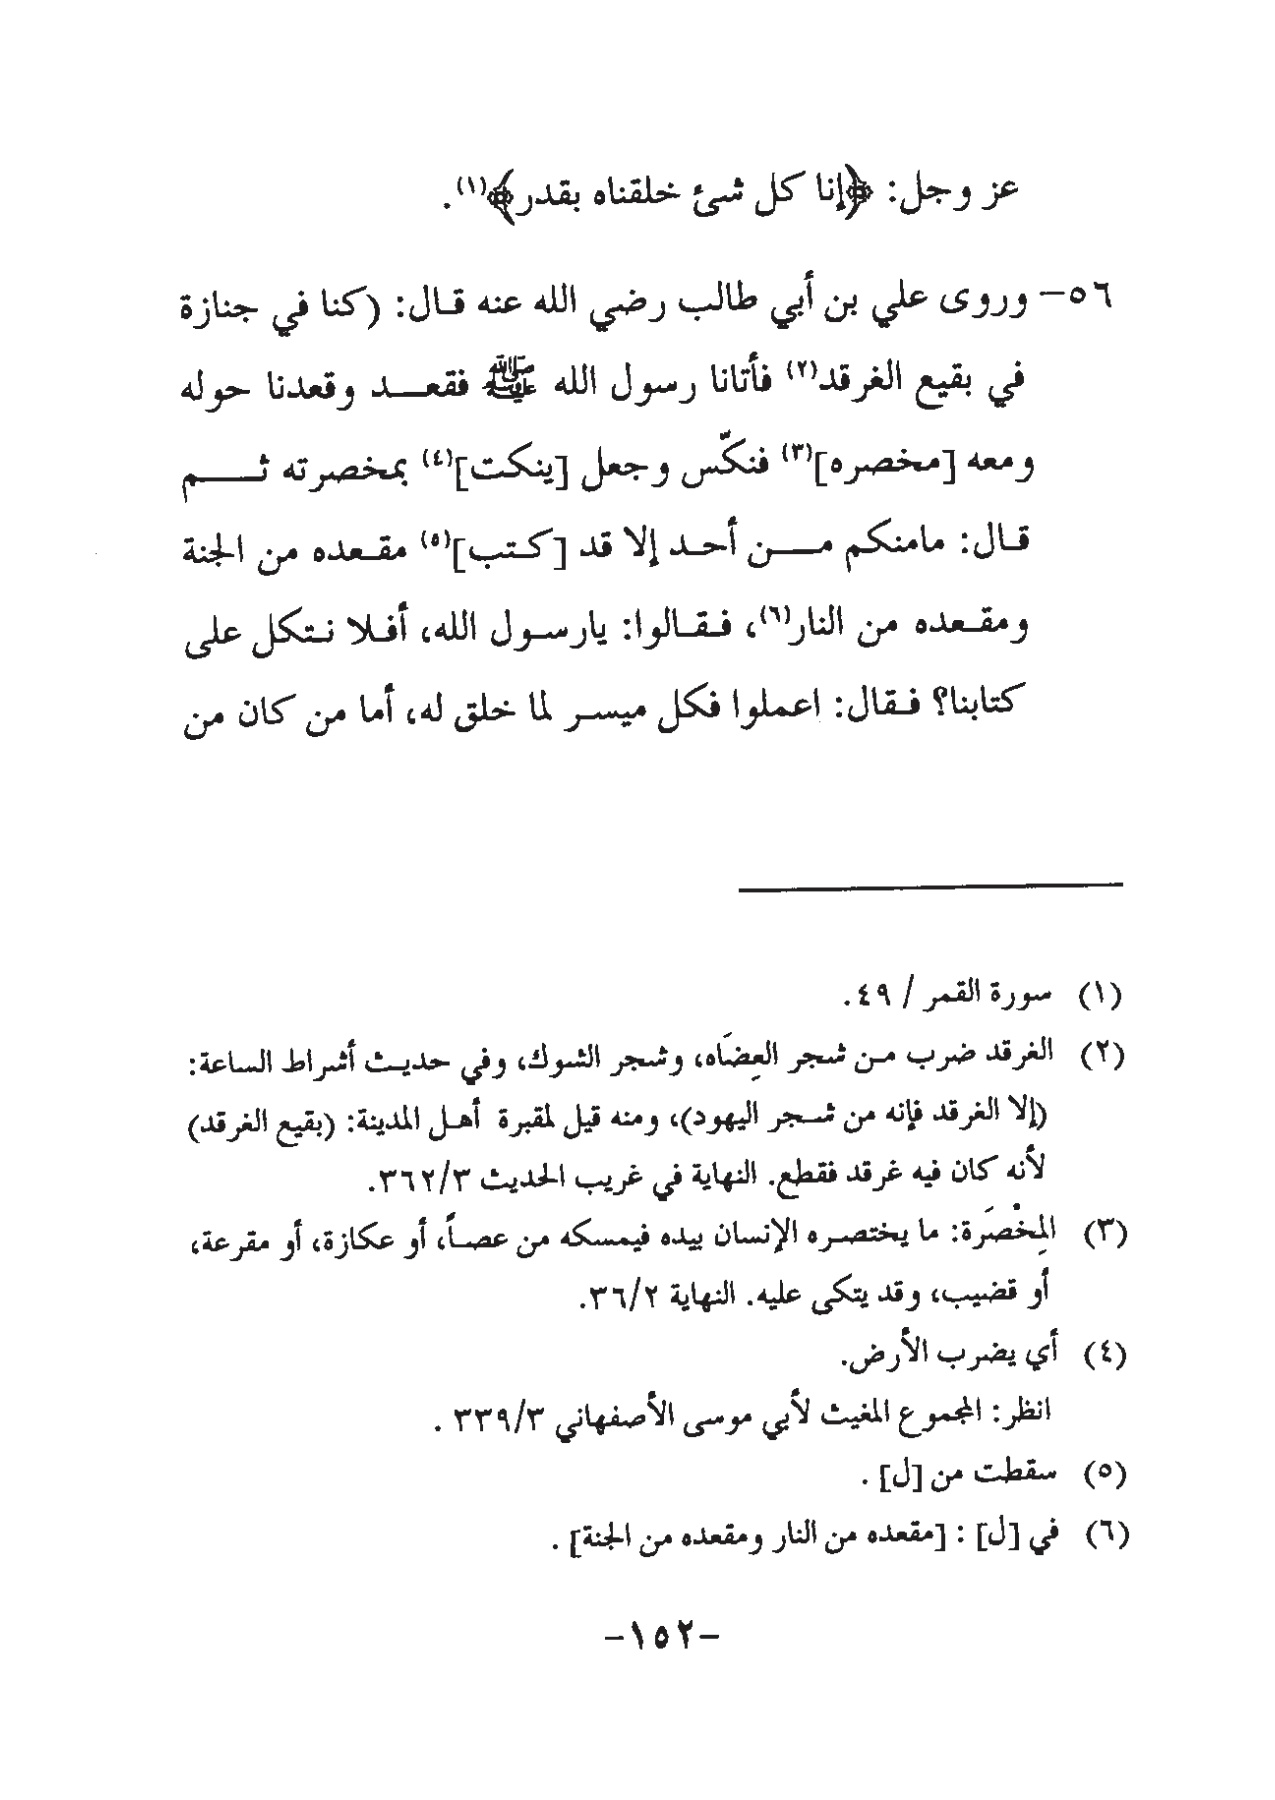 عز وجل: ﴿إنا كل شئ خلقناه بقدر﴾(١).
٥٦- وروى علي بن أبي طالب رضي الله عنه قال: (كنا في جنازة
في بقيع الغرقد(٢) فأتانا رسول الله ﷺ فقعد وقعدنا حوله
ومعه [مخصره](٣) فنكّس وجعل [ينكت](٤) بمخصرته ثم
قال: مامنكم من أحد إلا قد [كتب](٥) مقعده من الجنة
ومقعده من النار(٦)، فقالوا: يارسول الله، أفلا نتكل على
كتابنا؟ فقال: اعملوا فكل ميسر لما خلق له، أما من كان من
(١) سورة القمر / ٤٩.
(٢) الغرقد ضرب من شجر العِضَاه، وشجر الشوك، وفي حديث أشراط الساعة:
(إلا الغرقد فإنه من شجر اليهود)، ومنه قيل لمقبرة أهل المدينة: (بقيع الغرقد)
لأنه كان فيه غرقد فقطع. النهاية في غريب الحديث ٣٦٢/٣.
(٣) المِخْصَرة: ما يختصره الإنسان بيده فيمسكه من عصاً، أو عكازة، أو مقرعة،
أو قضيب، وقد يتكى عليه. النهاية ٣٦/٢.
(٤) أي يضرب الأرض.
انظر: المجموع المغيث لأبي موسى الأصفهاني ٣٣٩/٣ .
(٥) سقطت من [ل] .
(٦) في [ل] : [مقعده من النار ومقعده من الجنة] .
-١٥٢-